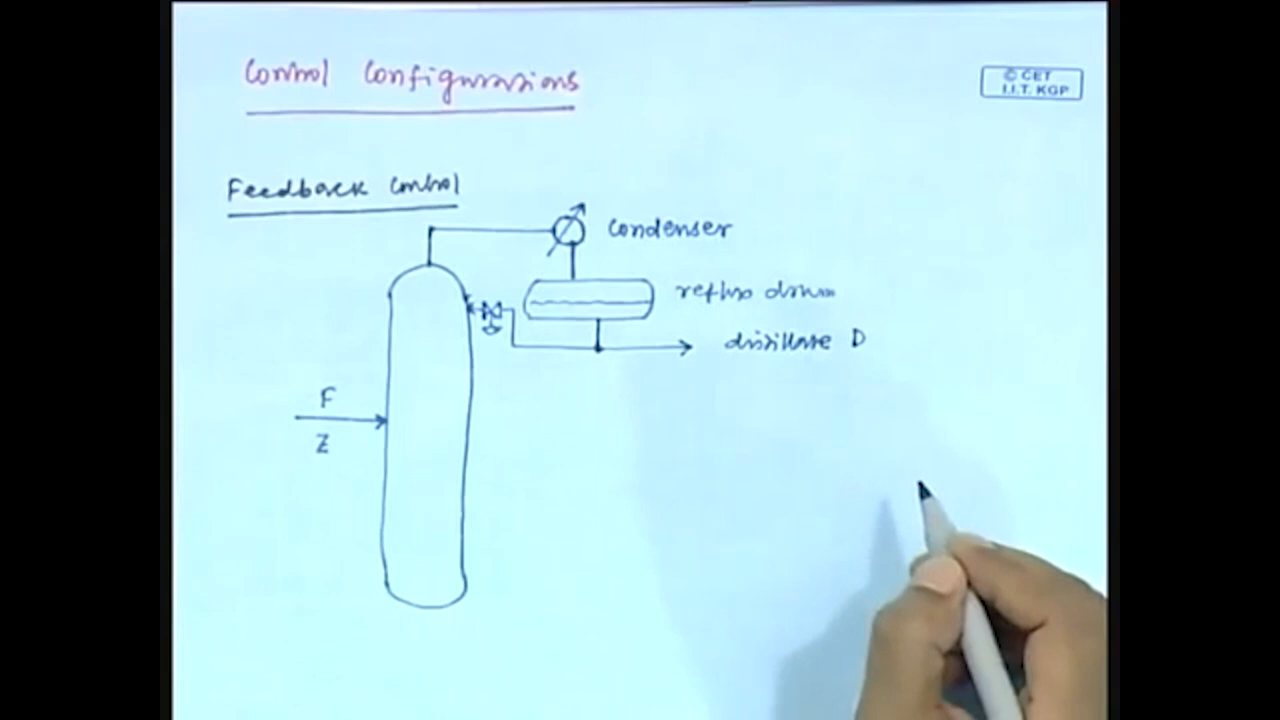 Control Configurations
© CET
I.I.T. KGP
Feedback Control
Condenser
reflux drum
distillate D
F
Z